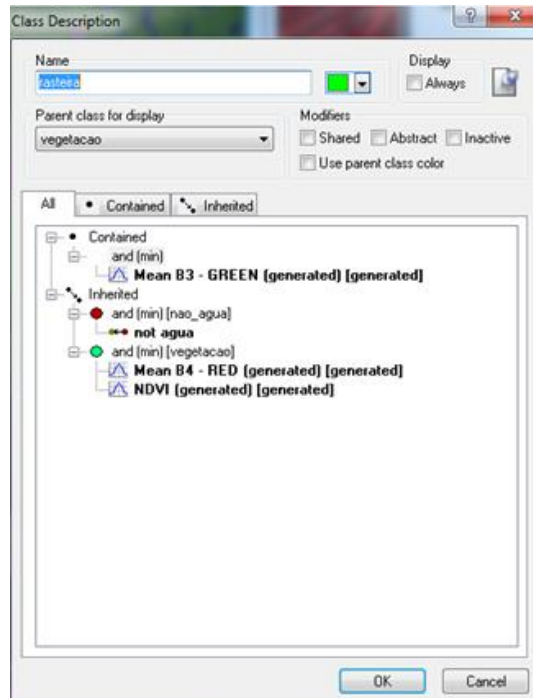 Class Description
Name
rasteira
Display
Always
Parent class for display
vegetacao
Modifiers
Shared Abstract Inactive
Use parent class color
All Contained Inherited
Contained
and (min)
Mean B3 - GREEN (generated) [generated]
Inherited
and (min) [nao_agua]
not agua
and (min) [vegetacao]
Mean B4 - RED (generated) [generated]
NDVI (generated) [generated]
OK Cancel